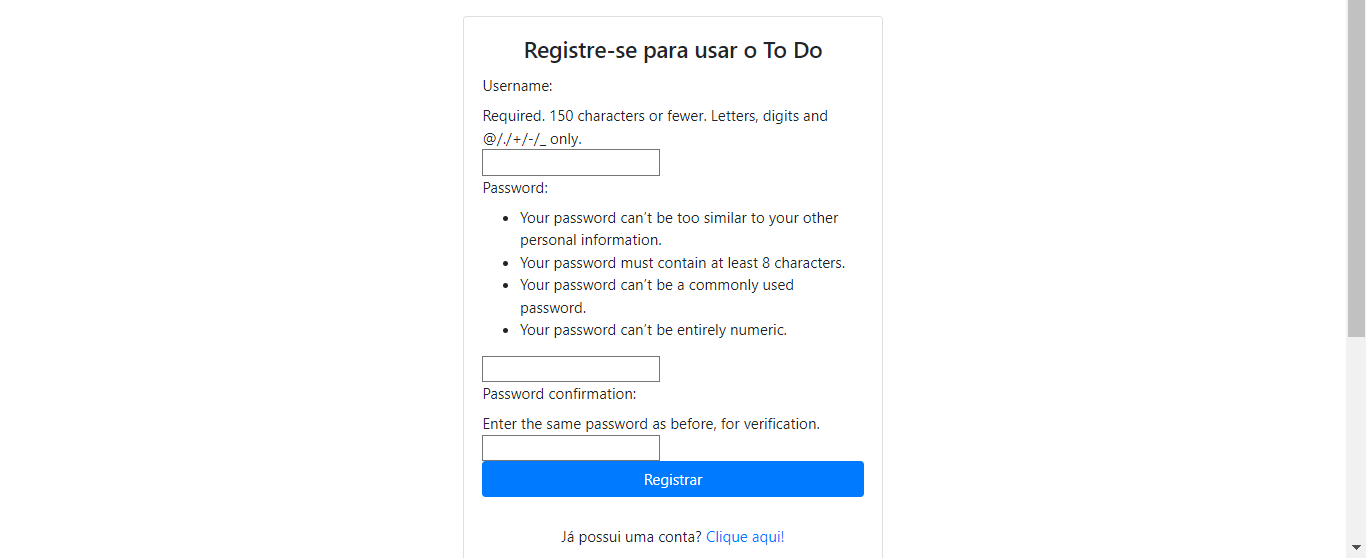 Registre-se para usar o To Do
Username:
Required. 150 characters or fewer. Letters, digits and
@/./+/-/_ only.
Password:
Your password can’t be too similar to your other
personal information.
Your password must contain at least 8 characters.
Your password can’t be a commonly used
password.
Your password can’t be entirely numeric.
Password confirmation:
Enter the same password as before, for verification.
Registrar
Já possui uma conta? Clique aqui!